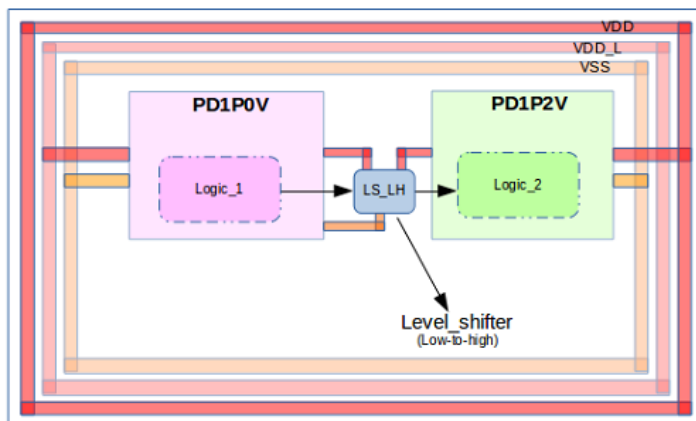 VDD
VDD_L
VSS
PD1P0V
PD1P2V
Logic_1
LS_LH
Logic_2
Level_shifter
(Low-to-high)